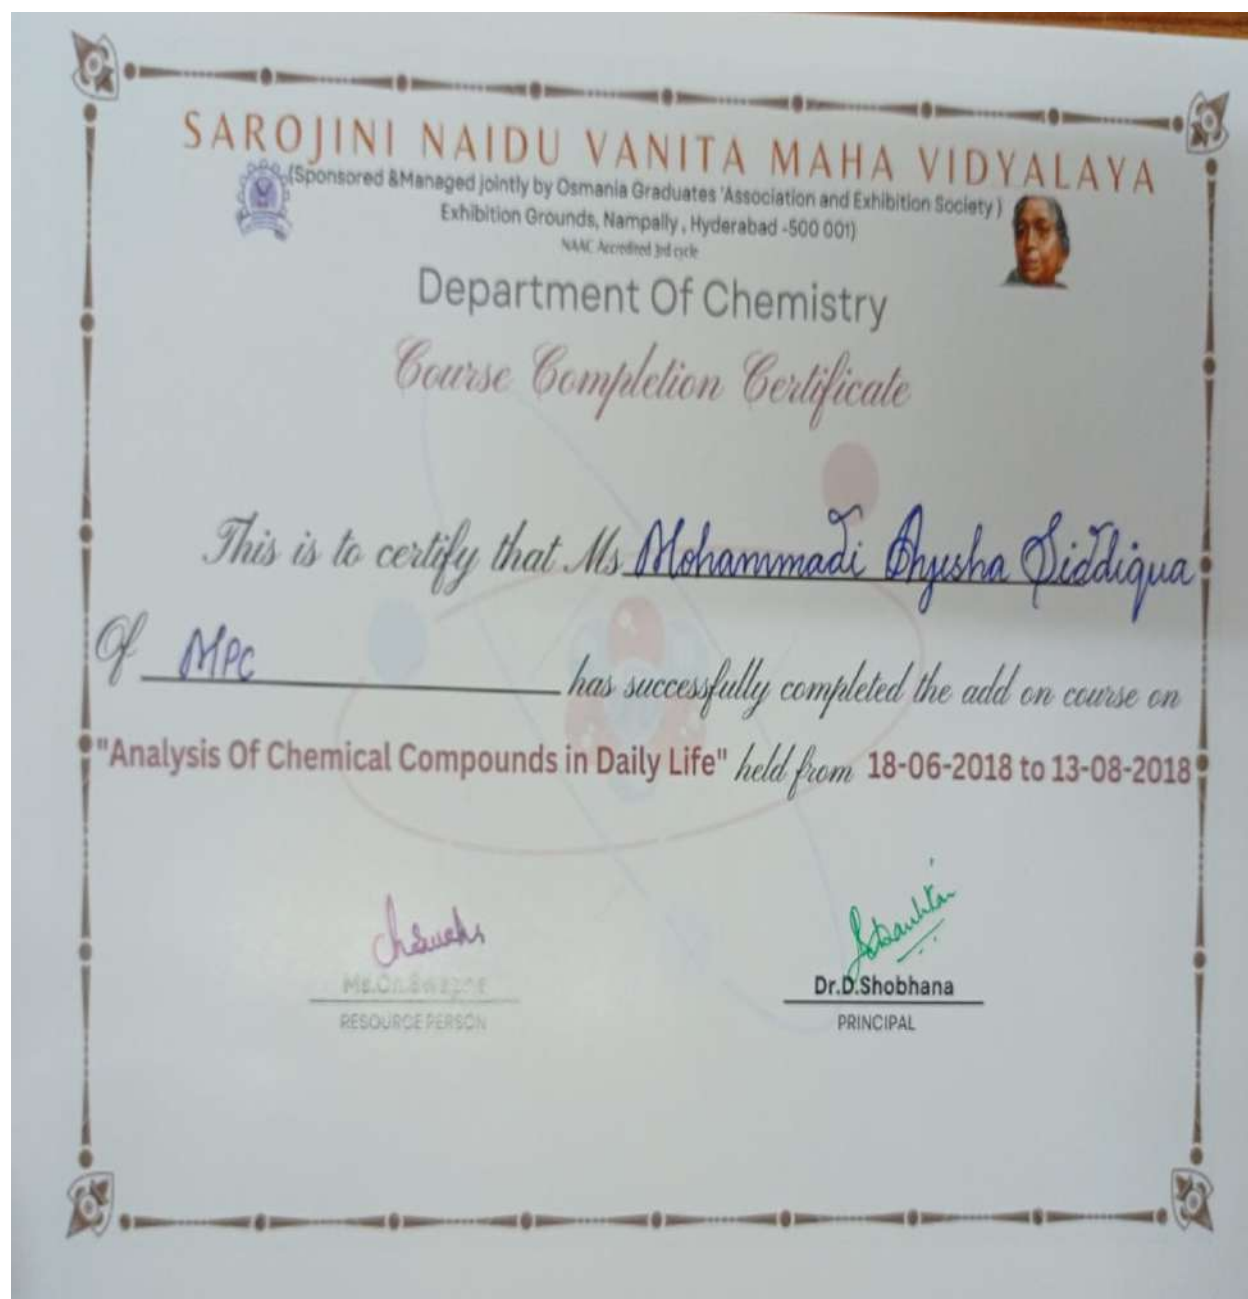 SAROJINI NAIDU VANITA MAHA VIDYALAYA
(Sponsored &Managed jointly by Osmania Graduates 'Association and Exhibition Society )
Exhibition Grounds, Nampally , Hyderabad -500 001)
NAAC Accredited 3rd cycle
Department Of Chemistry
Course Completion Certificate
This is to certify that Ms Mohammadi Ayesha Siddiqua
Of MPC has successfully completed the add on course on
"Analysis Of Chemical Compounds in Daily Life" held from 18-06-2018 to 13-08-2018
Dr.D.Shobhana
RESOURCE PERSON PRINCIPAL